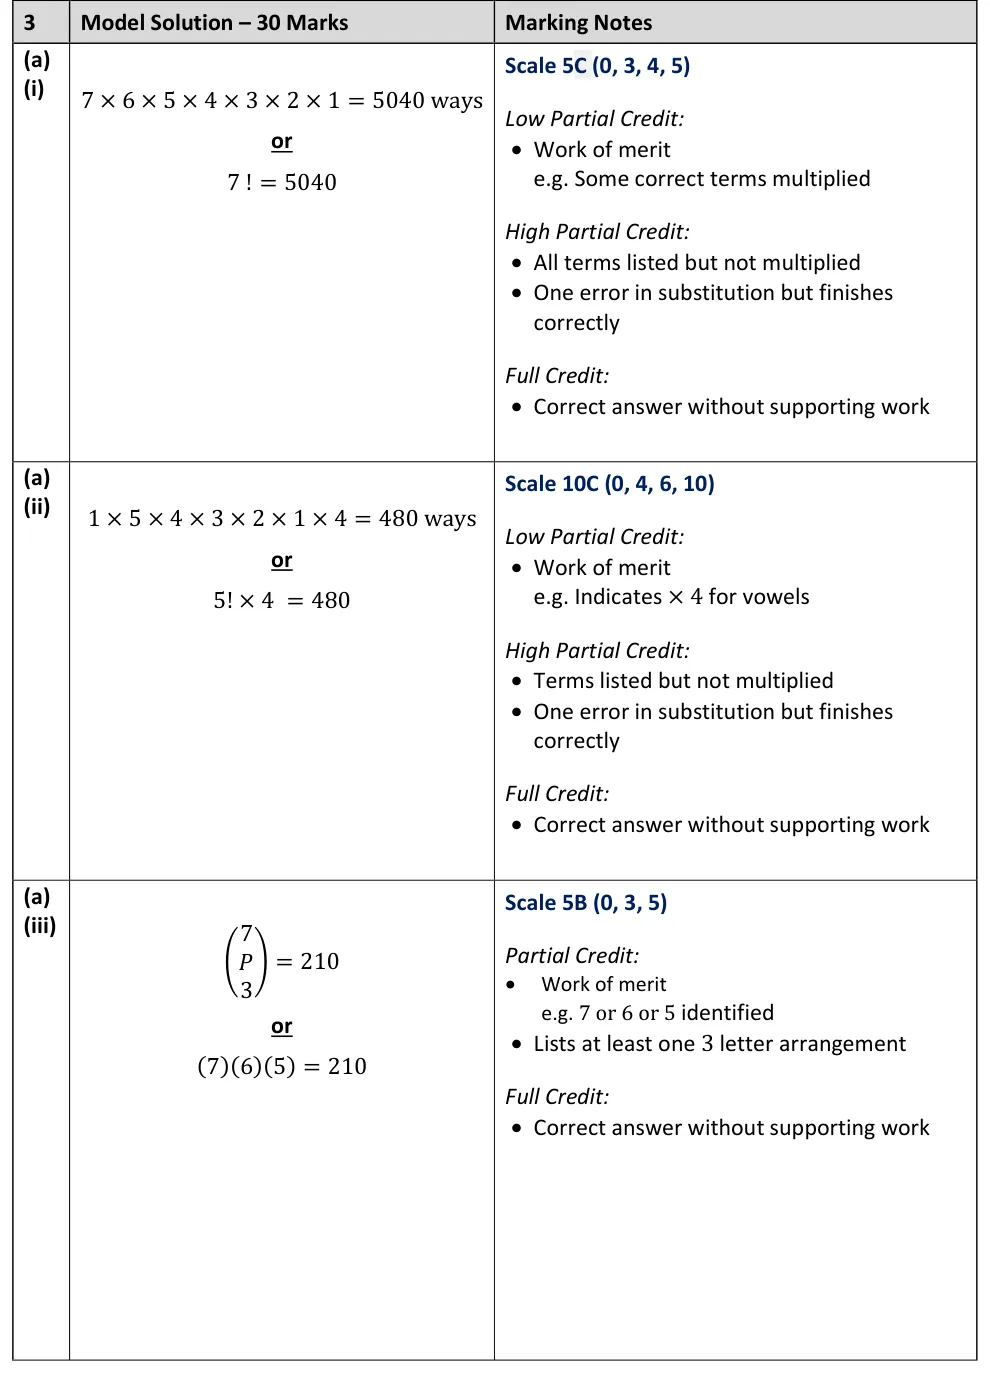 3 Model Solution – 30 Marks Marking Notes
(a)
(i)
7 × 6 × 5 × 4 × 3 × 2 × 1 = 5040 ways
or
7 ! = 5040
Scale 5C (0, 3, 4, 5)
Low Partial Credit:
• Work of merit
e.g. Some correct terms multiplied
High Partial Credit:
• All terms listed but not multiplied
• One error in substitution but finishes
correctly
Full Credit:
• Correct answer without supporting work
(a)
(ii)
1 × 5 × 4 × 3 × 2 × 1 × 4 = 480 ways
or
5! × 4 = 480
Scale 10C (0, 4, 6, 10)
Low Partial Credit:
• Work of merit
e.g. Indicates × 4 for vowels
High Partial Credit:
• Terms listed but not multiplied
• One error in substitution but finishes
correctly
Full Credit:
• Correct answer without supporting work
(a)
(iii)
(7
P
3) = 210
or
(7)(6)(5) = 210
Scale 5B (0, 3, 5)
Partial Credit:
• Work of merit
e.g. 7 or 6 or 5 identified
• Lists at least one 3 letter arrangement
Full Credit:
• Correct answer without supporting work